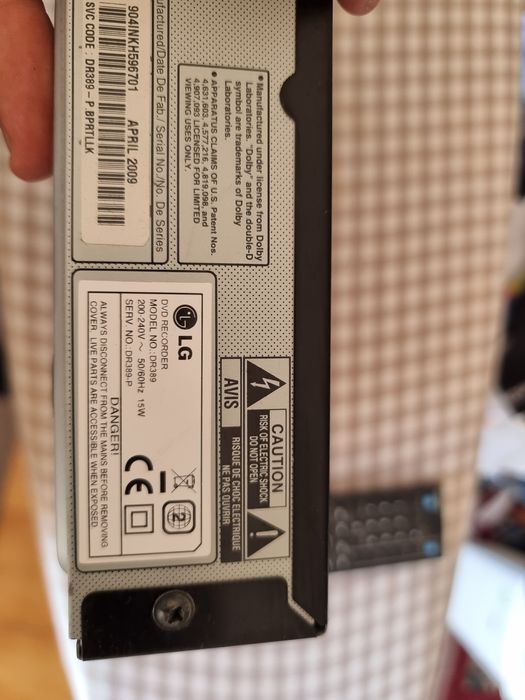 ufactured/Date De Fab./ Serial No./No. De Series
904INKH596701 APRIL 2009
SVC CODE : DR389-P BPRTLLK
• Manufactured under license from Dolby
Laboratories. "Dolby" and the double-D
symbol are trademarks of Dolby
Laboratories.
• APPARATUS CLAIMS OF U.S. Patent Nos.
4,631,603, 4,577,216, 4,819,098, and
4,907,093 LICENSED FOR LIMITED
VIEWING USES ONLY.
LG
DVD RECORDER
MODEL NO.: DR389
200-240V ~ 50/60Hz 15W
SERV. NO.: DR389-P
CE
2
DANGER!
ALWAYS DISCONNECT FROM THE MAINS BEFORE REMOVING
COVER LIVE PARTS ARE ACCESSIBLE WHEN EXPOSED
CAUTION
RISK OF ELECTRIC SHOCK
DO NOT OPEN
AVIS
RISQUE DE CHOC ELECTRIQUE
NE PAS OUVRIR